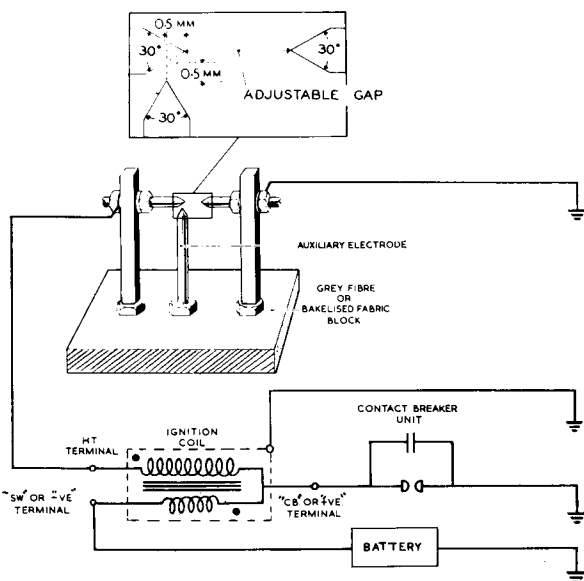 0·5 MM
30°
30°
0·5 MM
ADJUSTABLE GAP
30°
AUXILIARY ELECTRODE
GREY FIBRE
OR
BAKELISED FABRIC
BLOCK
IGNITION
COIL
CONTACT BREAKER
UNIT
HT
TERMINAL
"SW" OR "-VE"
TERMINAL
"CB" OR "+VE"
TERMINAL
BATTERY